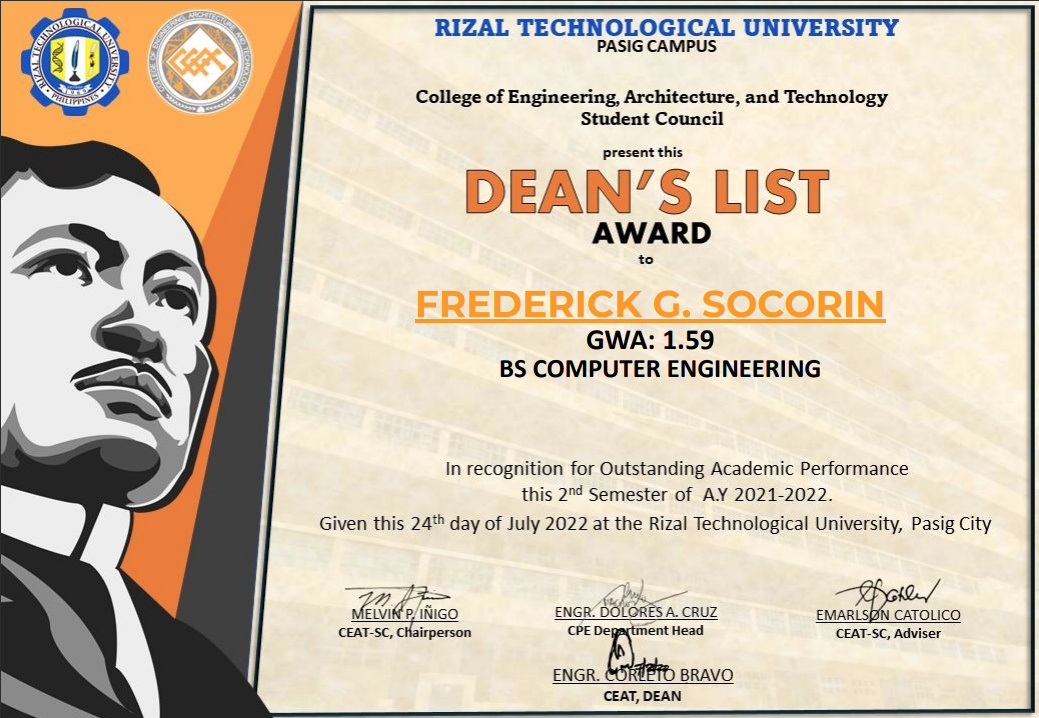 RIZAL TECHNOLOGICAL UNIVERSITY
PHILIPPINES
1969
COLLEGE OF ENGINEERING, ARCHITECTURE AND TECHNOLOGY
RIZAL TECHNOLOGICAL UNIVERSITY
PASIG CAMPUS
College of Engineering, Architecture, and Technology
Student Council
present this
DEAN'S LIST
AWARD
to
FREDERICK G. SOCORIN
GWA: 1.59
BS COMPUTER ENGINEERING
In recognition for Outstanding Academic Performance
this 2nd Semester of A.Y 2021-2022.
Given this 24th day of July 2022 at the Rizal Technological University, Pasig City
MELVIN P. IÑIGO
CEAT-SC, Chairperson
ENGR. DOLORES A. CRUZ
CPE Department Head
EMARLSON CATOLICO
CEAT-SC, Adviser
ENGR. CORLETO BRAVO
CEAT, DEAN